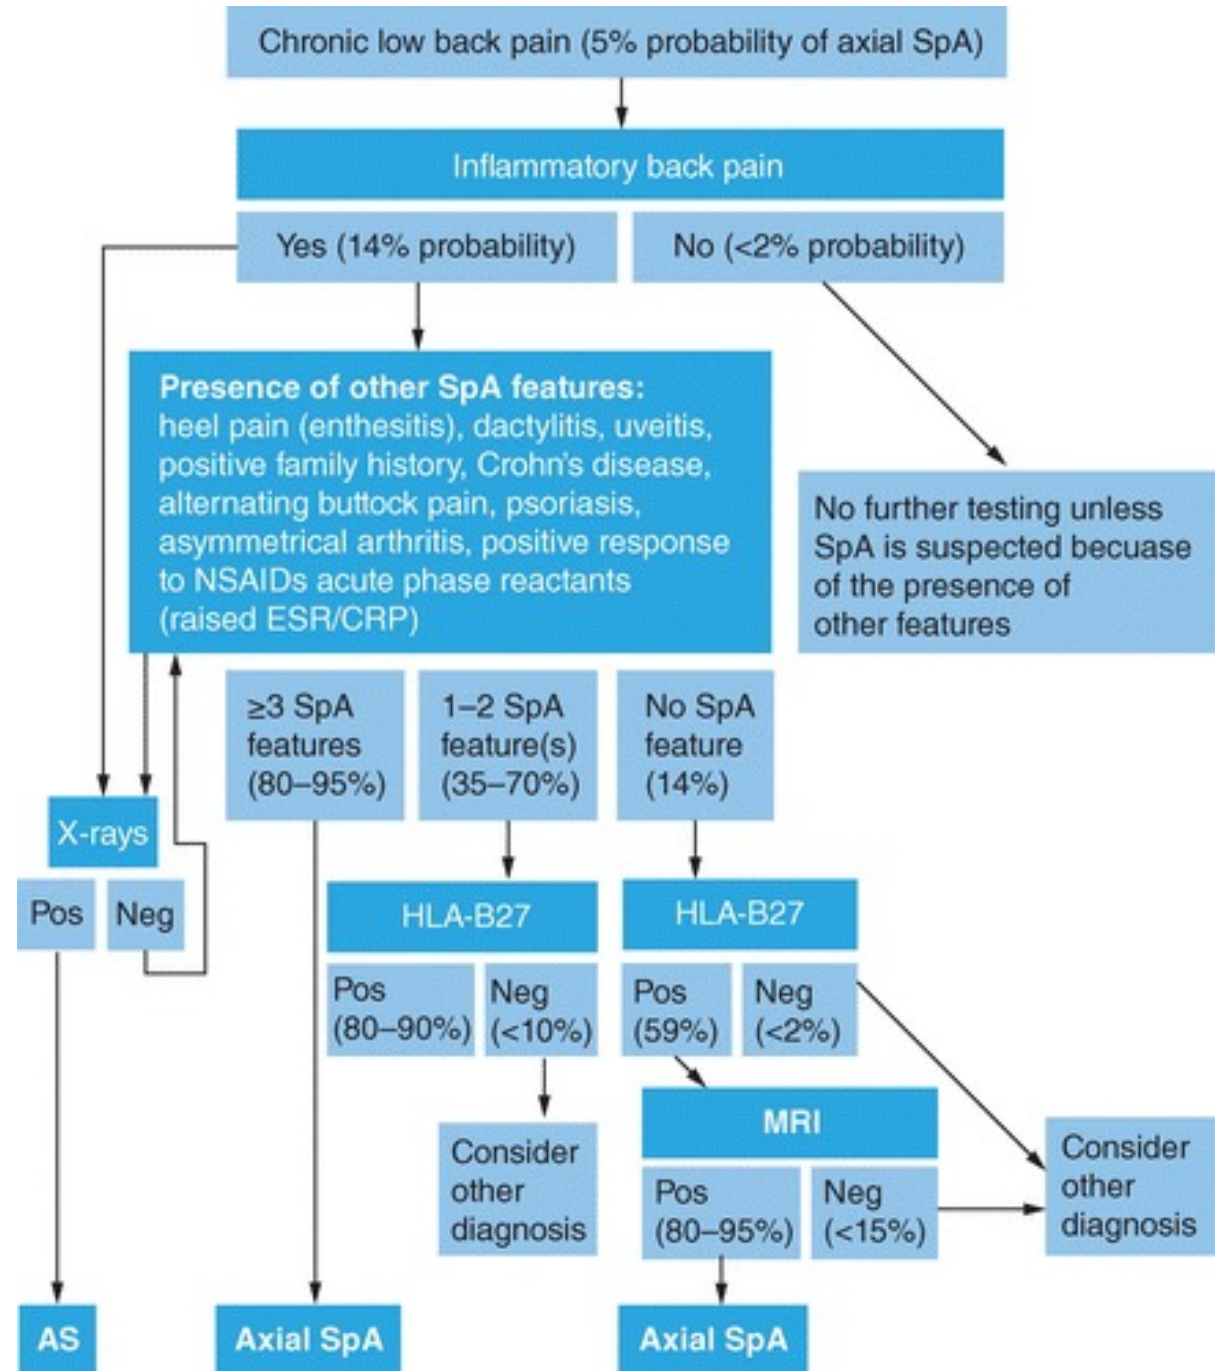 Chronic low back pain (5% probability of axial SpA)
Inflammatory back pain
Yes (14% probability)
No (<2% probability)
Presence of other SpA features:
heel pain (enthesitis), dactylitis, uveitis,
positive family history, Crohn's disease,
alternating buttock pain, psoriasis,
asymmetrical arthritis, positive response
to NSAIDs acute phase reactants
(raised ESR/CRP)
No further testing unless
SpA is suspected becuase
of the presence of
other features
≥3 SpA
features
(80–95%)
1–2 SpA
feature(s)
(35–70%)
No SpA
feature
(14%)
X-rays
Pos
Neg
HLA-B27
Pos
(80–90%)
Neg
(<10%)
HLA-B27
Pos
(59%)
Neg
(<2%)
Consider
other
diagnosis
MRI
Pos
(80–95%)
Neg
(<15%)
Consider
other
diagnosis
AS
Axial SpA
Axial SpA